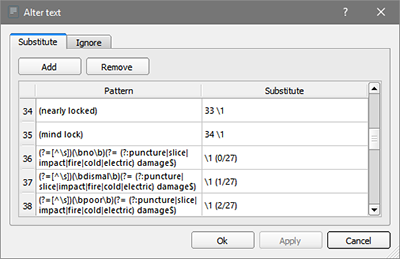 Alter text
Substitute Ignore
Add Remove
Pattern Substitute
34 (nearly locked) 33 \1
35 (mind lock) 34 \1
36 (?=[^\s])(\bno\b)(?= (?:puncture|slice| \1 (0/27)
impact|fire|cold|electric) damage$)
37 (?=[^\s])(\bdismal\b)(?= (?:puncture| \1 (1/27)
slice|impact|fire|cold|electric) damage$)
38 (?=[^\s])(\bpoor\b)(?= (?:puncture|slice| \1 (2/27)
impact|fire|cold|electric) damage$)
Ok Apply Cancel